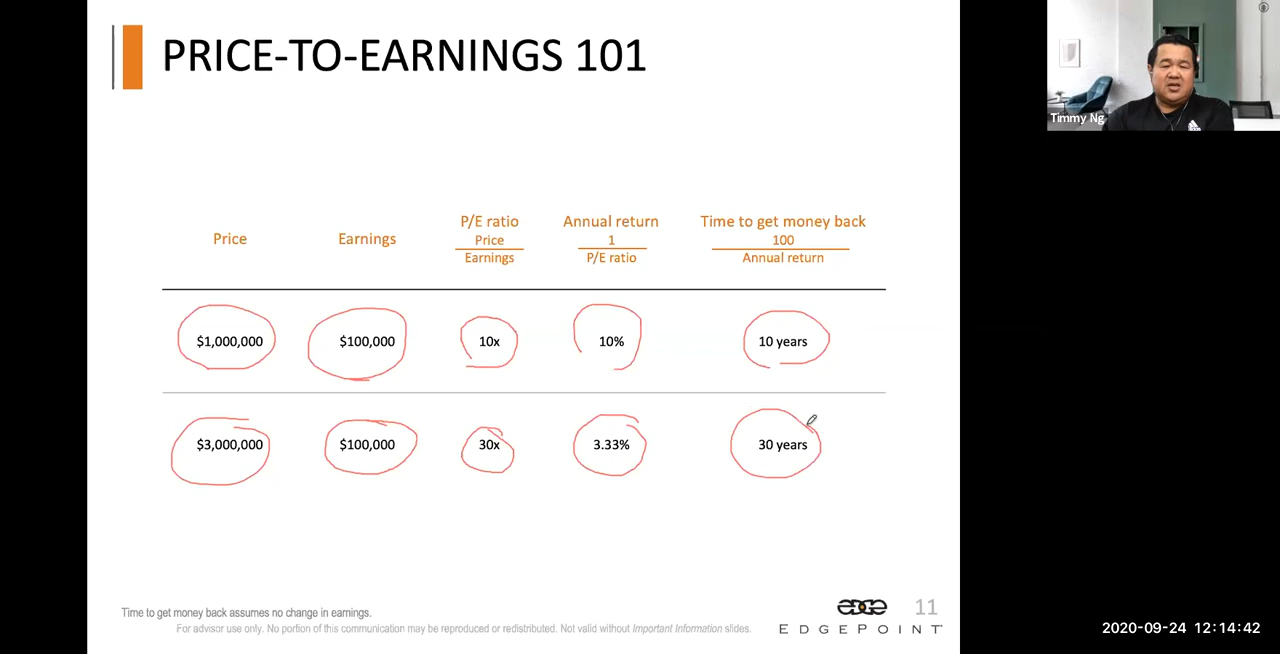 PRICE-TO-EARNINGS 101
Timmy Ng
Price
Earnings
P/E ratio
Price
Earnings
Annual return
1
P/E ratio
Time to get money back
100
Annual return
$1,000,000 $100,000 10x 10% 10 years
$3,000,000 $100,000 30x 3.33% 30 years
Time to get money back assumes no change in earnings.
For advisor use only. No portion of this communication may be reproduced or redistributed. Not valid without Important Information slides.
EDGE
EDGEPOINT
11
2020-09-24 12:14:42